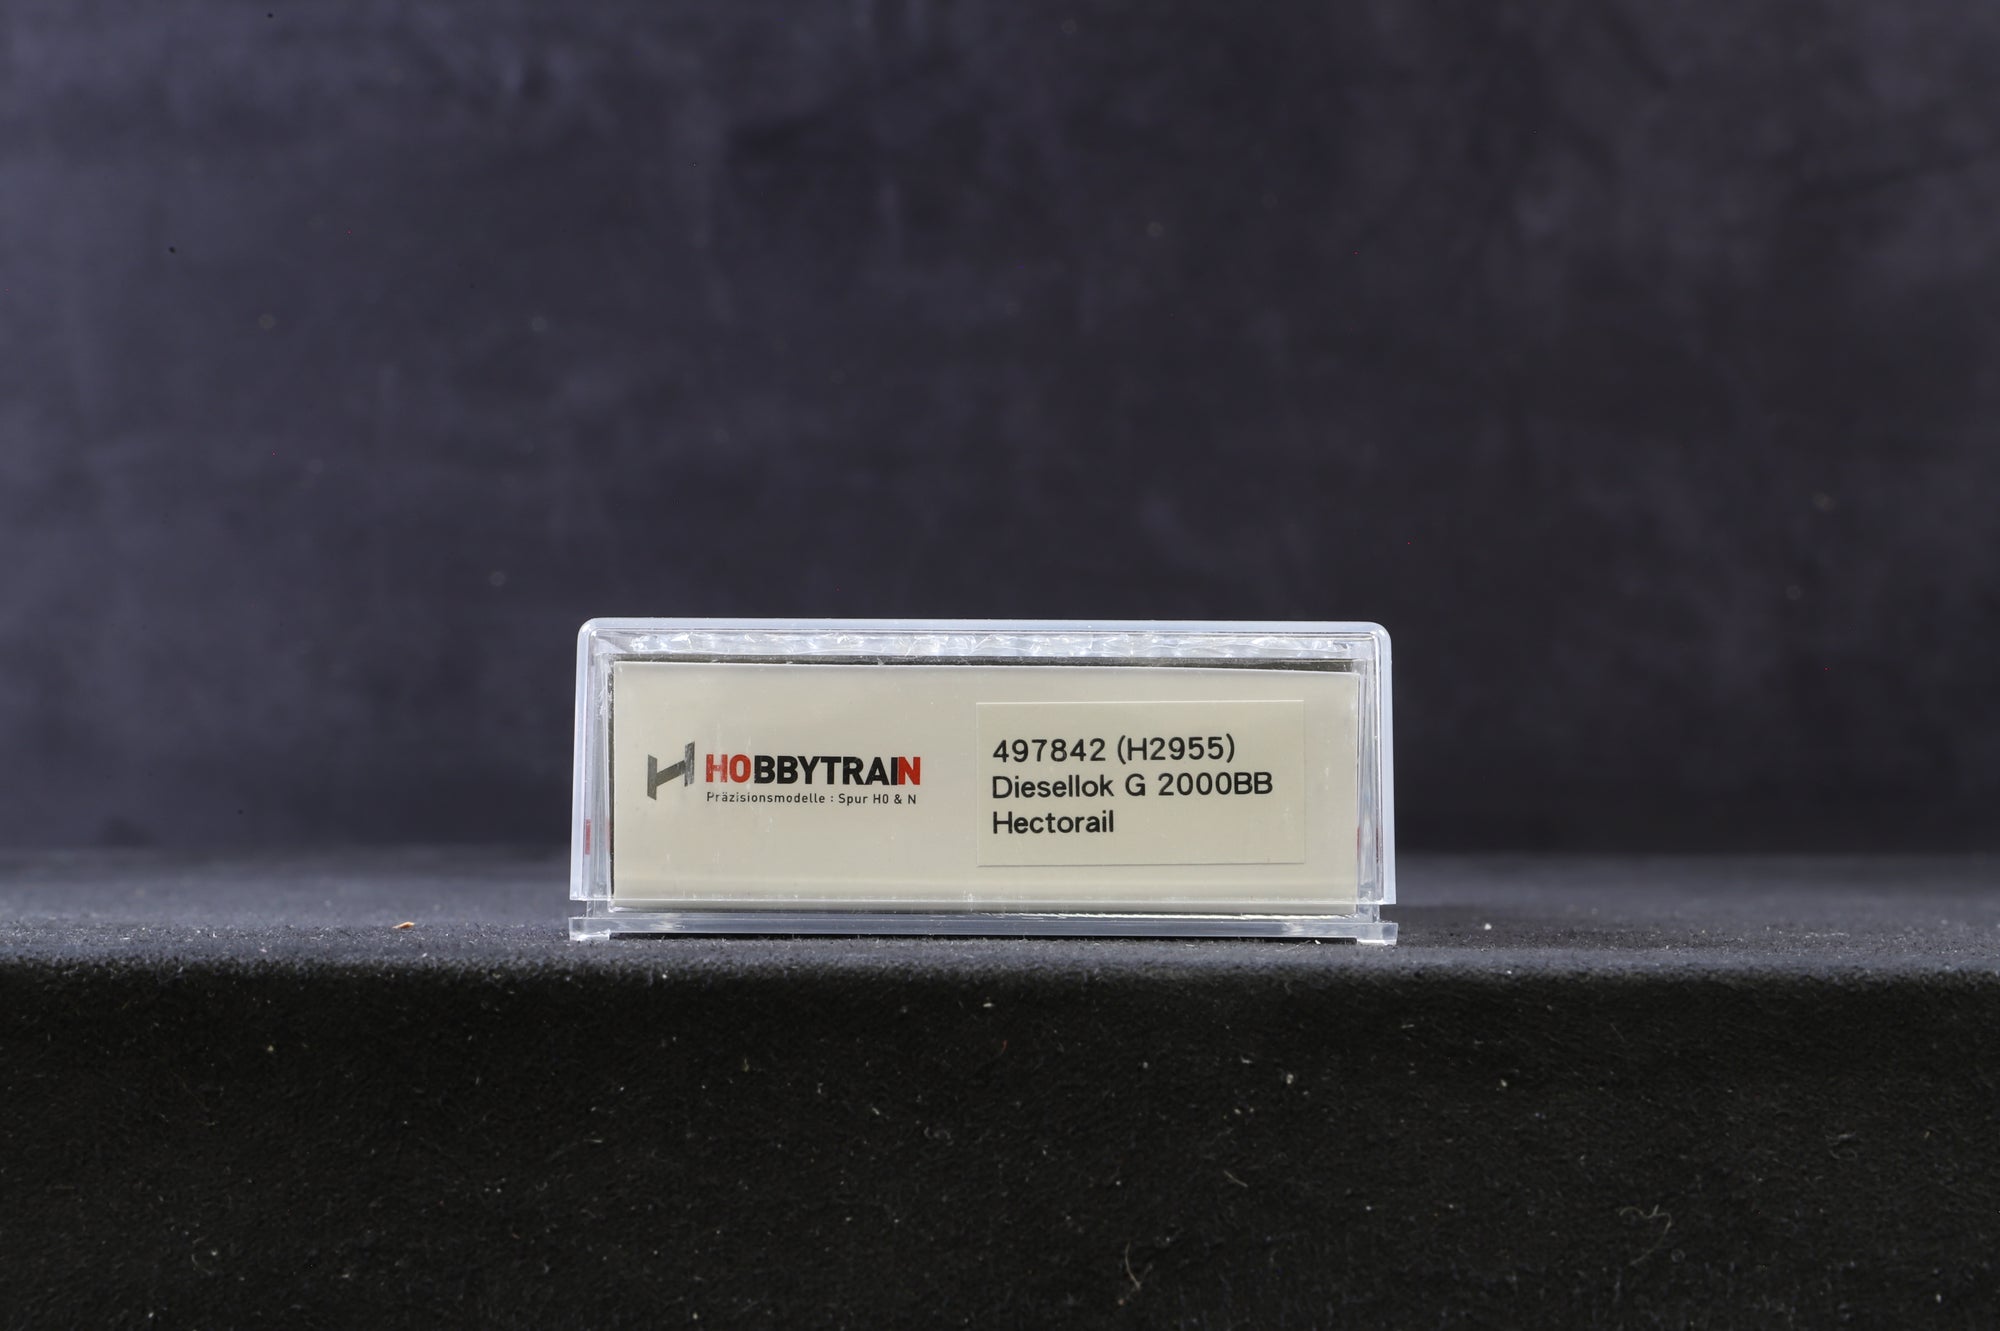 HOBBYTRAIN
Präzisionsmodelle : Spur H0 & N
497842 (H2955)
Diesellok G 2000BB
Hectorail